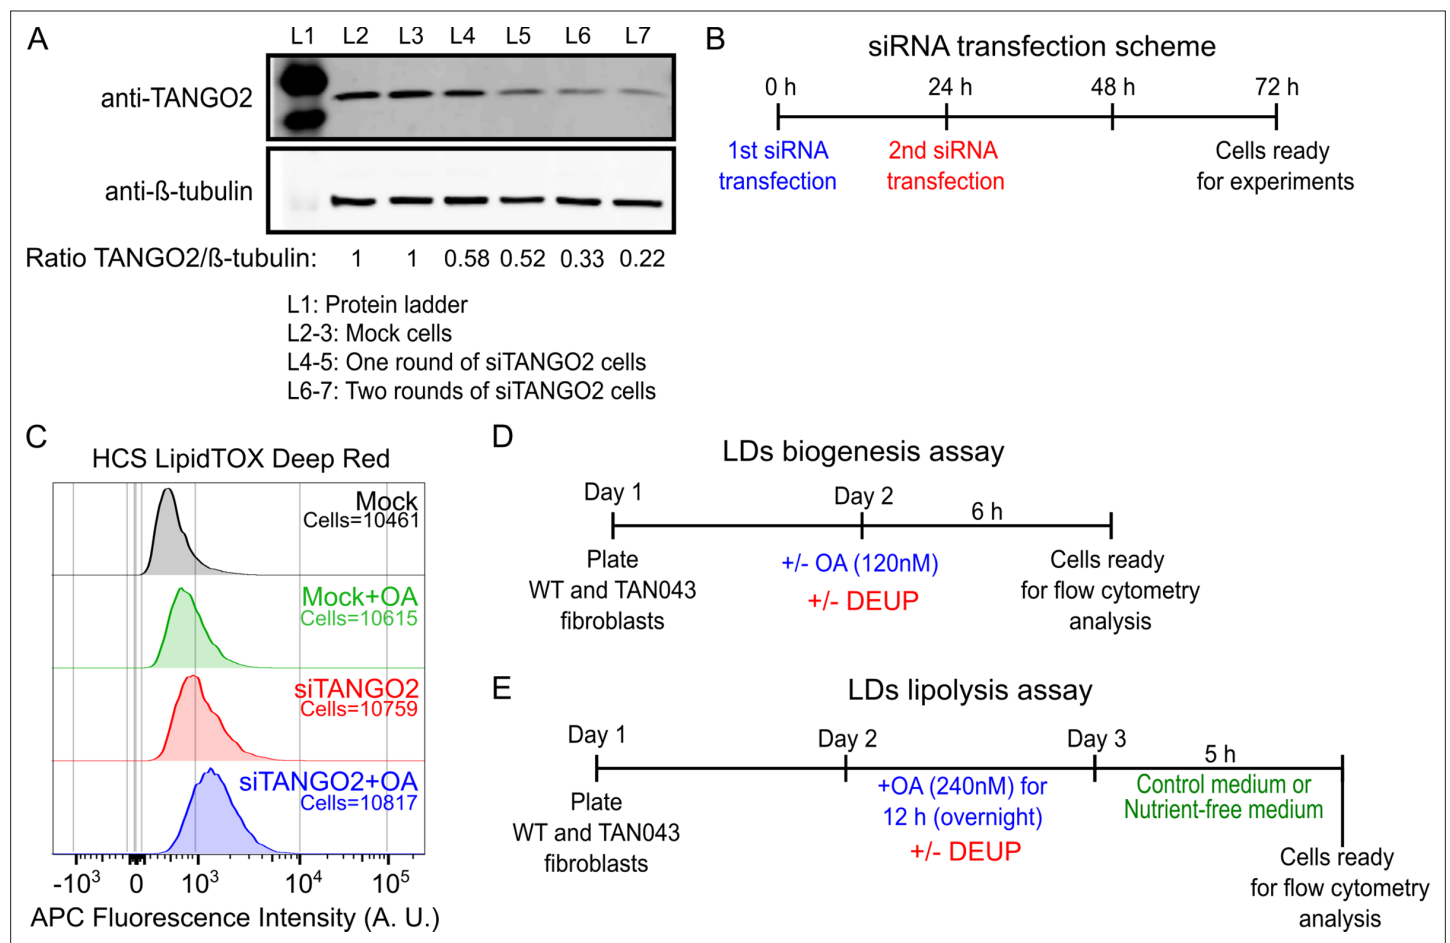 A
L1 L2 L3 L4 L5 L6 L7
anti-TANGO2
anti-ß-tubulin
Ratio TANGO2/ß-tubulin: 1 1 0.58 0.52 0.33 0.22
L1: Protein ladder
L2-3: Mock cells
L4-5: One round of siTANGO2 cells
L6-7: Two rounds of siTANGO2 cells
B
siRNA transfection scheme
0 h 24 h 48 h 72 h
1st siRNA
transfection
2nd siRNA
transfection
Cells ready
for experiments
C
HCS LipidTOX Deep Red
Mock
Cells=10461
Mock+OA
Cells=10615
siTANGO2
Cells=10759
siTANGO2+OA
Cells=10817
-10³ 0 10³ 10⁴ 10⁵
APC Fluorescence Intensity (A. U.)
D
LDs biogenesis assay
Day 1
Day 2
6 h
Plate
WT and TAN043
fibroblasts
+/- OA (120nM)
+/- DEUP
Cells ready
for flow cytometry
analysis
E
LDs lipolysis assay
Day 1
Day 2
Day 3
5 h
Plate
WT and TAN043
fibroblasts
+OA (240nM) for
12 h (overnight)
+/- DEUP
Control medium or
Nutrient-free medium
Cells ready
for flow cytometry
analysis